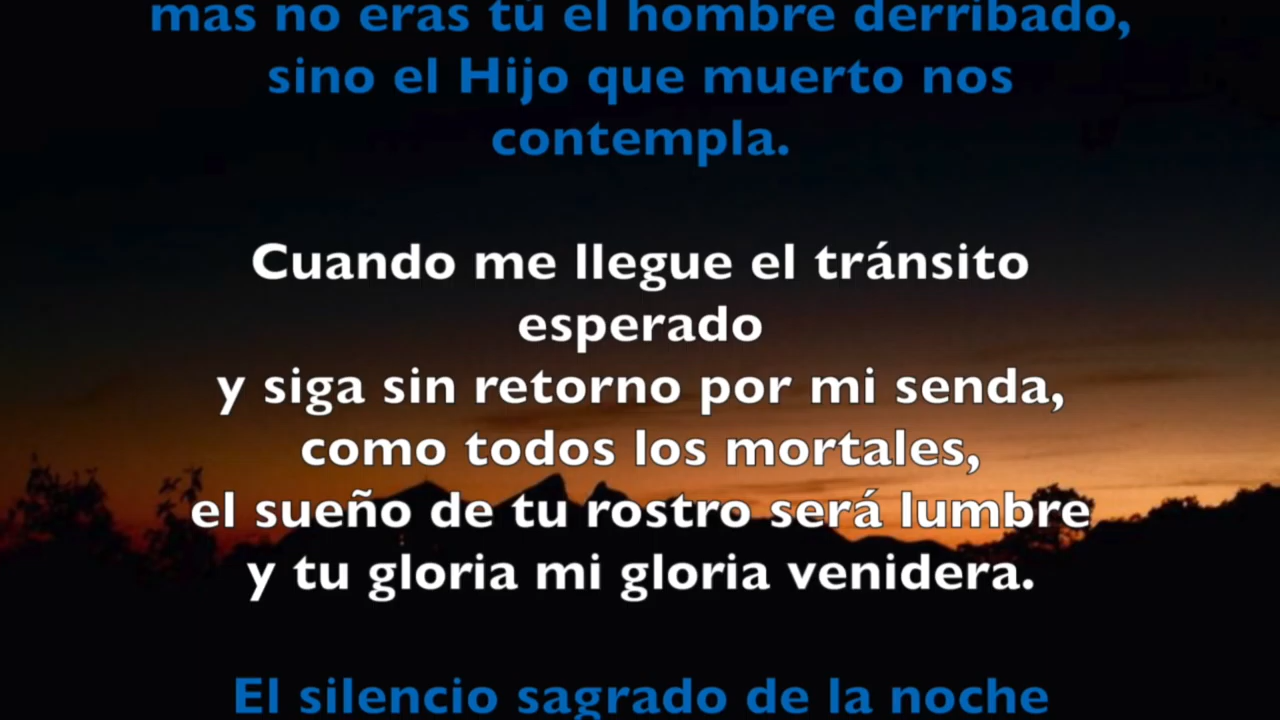 mas no eras tú el hombre derribado,
sino el Hijo que muerto nos
contempla.
Cuando me llegue el tránsito
esperado
y siga sin retorno por mi senda,
como todos los mortales,
el sueño de tu rostro será lumbre
y tu gloria mi gloria venidera.
El silencio sagrado de la noche